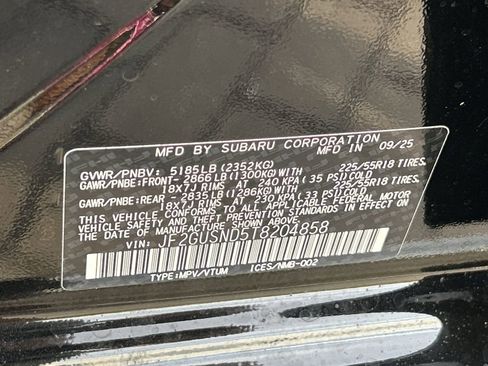 MFD BY SUBARU CORPORATION IN 09/25
GVWR/PNBV: 5185LB (2352KG)
GAWR/PNBE:FRONT- 2866LB (1300KG)WITH 225/55R18 TIRES,
18X7J RIMS AT 240 KPA (35 PSI)COLD
GAWR/PNBE:REAR - 2835LB (1286KG)WITH 225/55R18 TIRES,
18X7J RIMS AT 230 KPA (33 PSI)COLD
THIS VEHICLE CONFORMS TO ALL APPLICABLE FEDERAL MOTOR
VEHICLE SAFETY AND THEFT PREVENTION STANDARDS IN EFFECT ON
THE DATE OF MANUFACTURE SHOWN ABOVE.
VIN: JF2GUSND5T8204858
TYPE:MPV/VTUM ICES/NMB-002